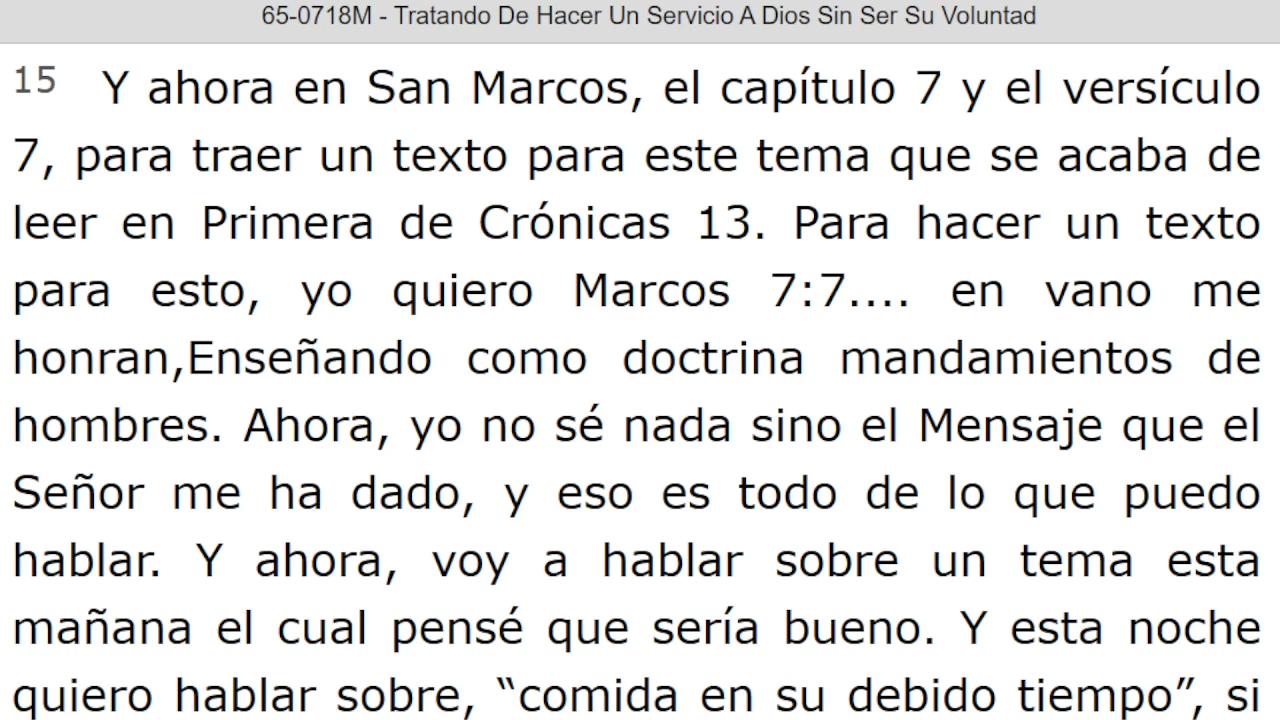 65-0718M - Tratando De Hacer Un Servicio A Dios Sin Ser Su Voluntad
15 Y ahora en San Marcos, el capítulo 7 y el versículo
7, para traer un texto para este tema que se acaba de
leer en Primera de Crónicas 13. Para hacer un texto
para esto, yo quiero Marcos 7:7.... en vano me
honran,Enseñando como doctrina mandamientos de
hombres. Ahora, yo no sé nada sino el Mensaje que el
Señor me ha dado, y eso es todo de lo que puedo
hablar. Y ahora, voy a hablar sobre un tema esta
mañana el cual pensé que sería bueno. Y esta noche
quiero hablar sobre, “comida en su debido tiempo”, si